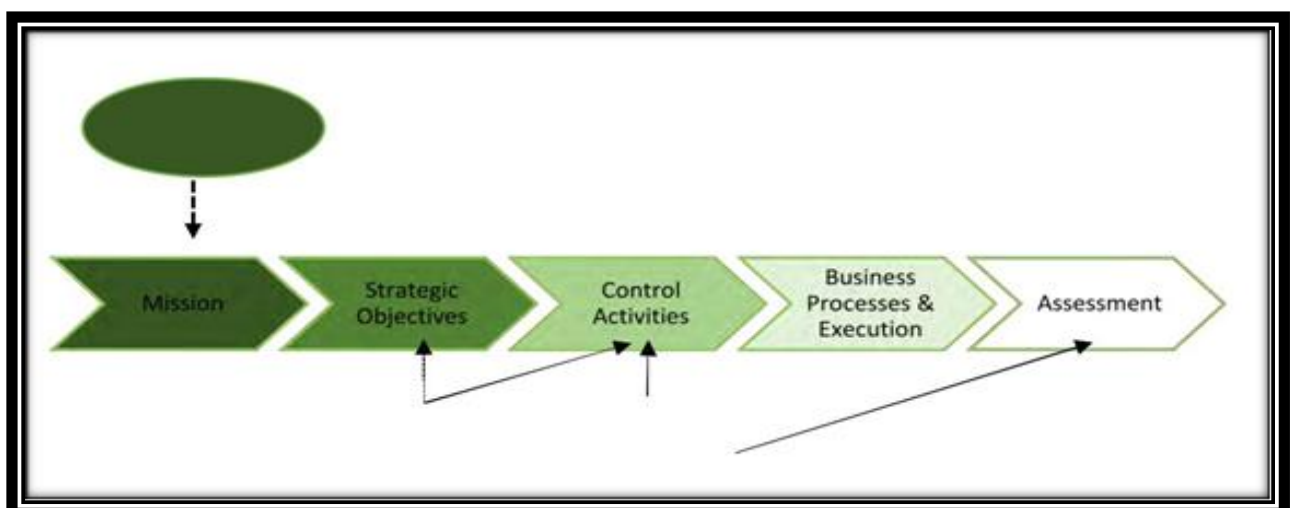 Mission
Strategic
Objectives
Control
Activities
Business
Processes &
Execution
Assessment